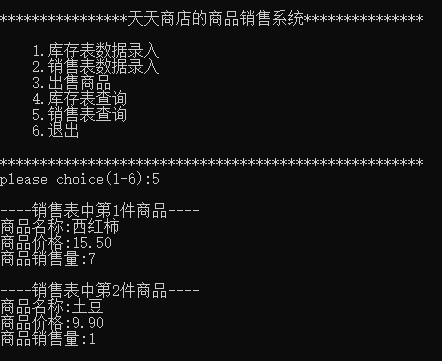 ****************天天商店的商品销售系统***************
1.库存表数据录入
2.销售表数据录入
3.出售商品
4.库存表查询
5.销售表查询
6.退出
*****************************************************
please choice(1-6):5
----销售表中第1件商品----
商品名称:西红柿
商品价格:15.50
商品销售量:7
----销售表中第2件商品----
商品名称:土豆
商品价格:9.90
商品销售量:1